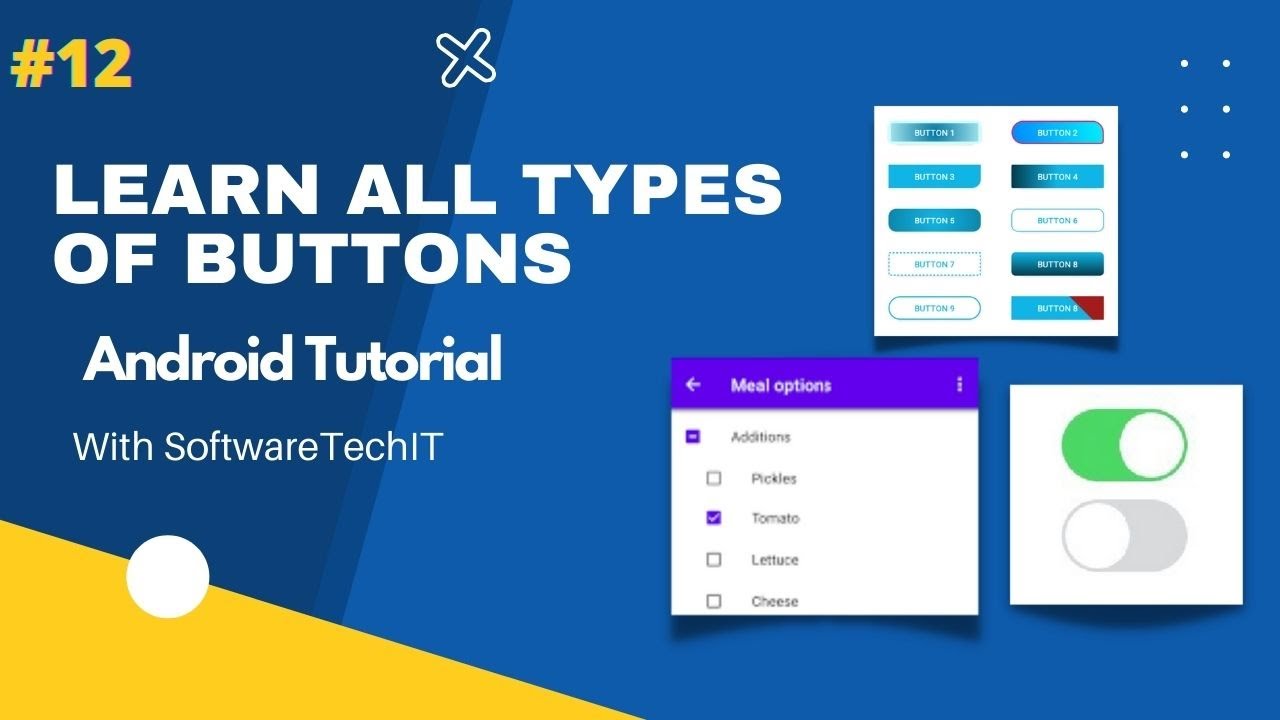 #12
LEARN ALL TYPES
OF BUTTONS
Android Tutorial
With SoftwareTechIT
BUTTON 1
BUTTON 2
BUTTON 3
BUTTON 4
BUTTON 5
BUTTON 6
BUTTON 7
BUTTON 8
BUTTON 9
BUTTON 8
Meal options
Additions
Pickles
Tomato
Lettuce
Cheese